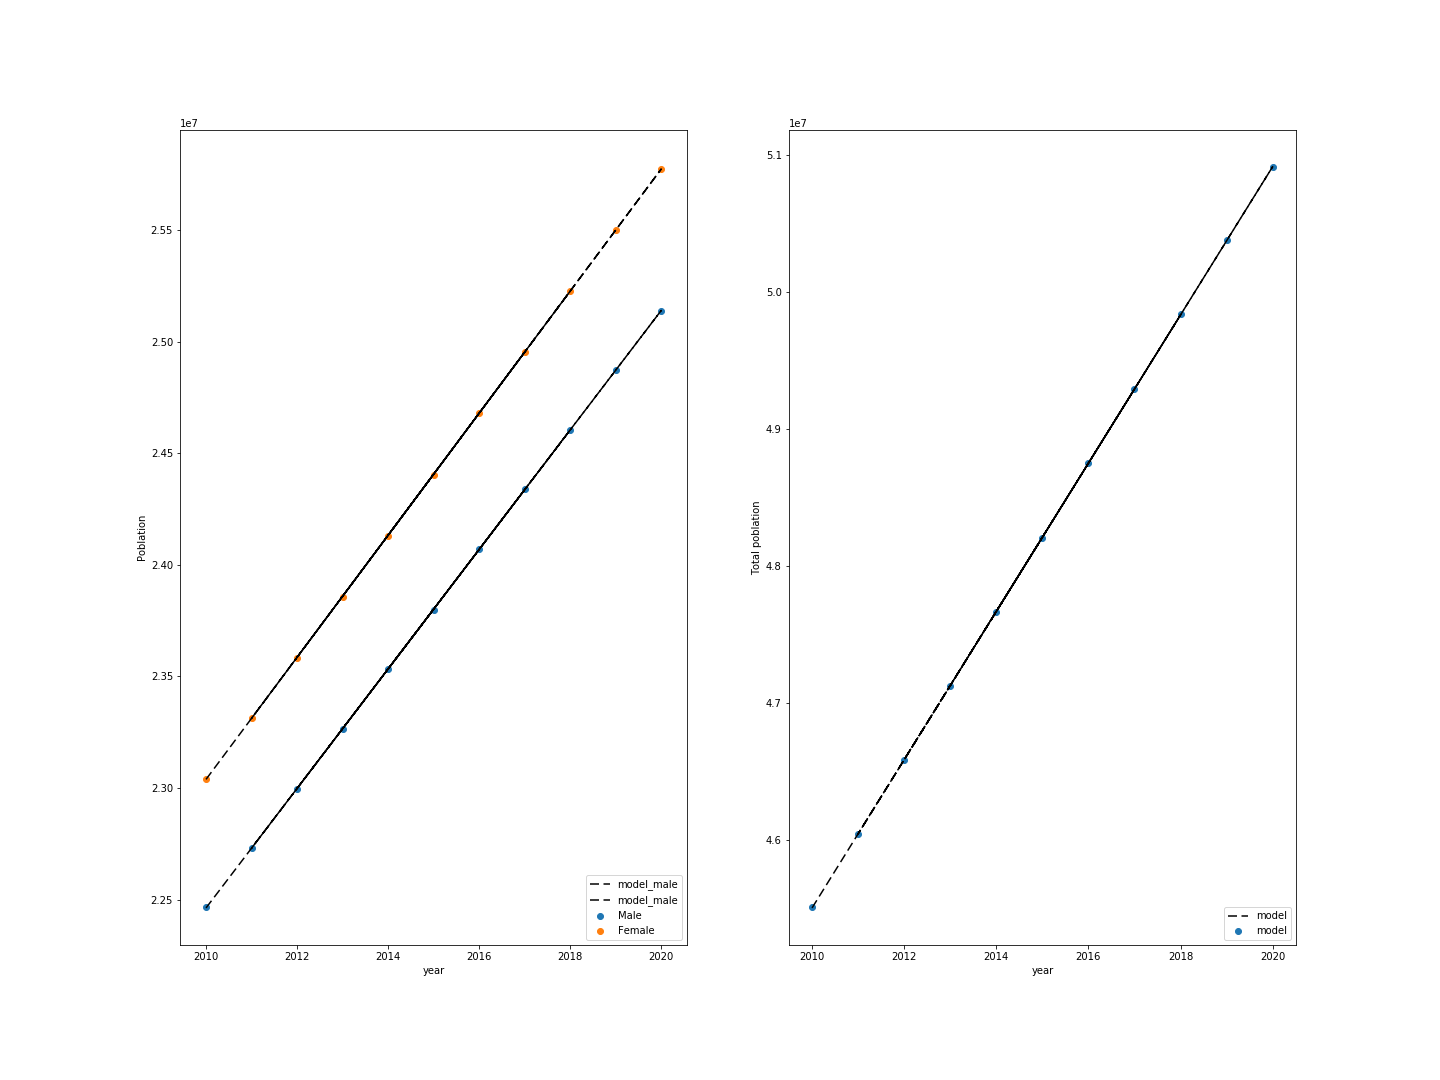 1e7
2.55
2.50
2.45
2.40
2.35
2.30
2.25
Poblation
2010 2012 2014 2016 2018 2020
year
model_male
model_male
Male
Female
1e7
5.1
5.0
4.9
4.8
4.7
4.6
Total poblation
2010 2012 2014 2016 2018 2020
year
model
model